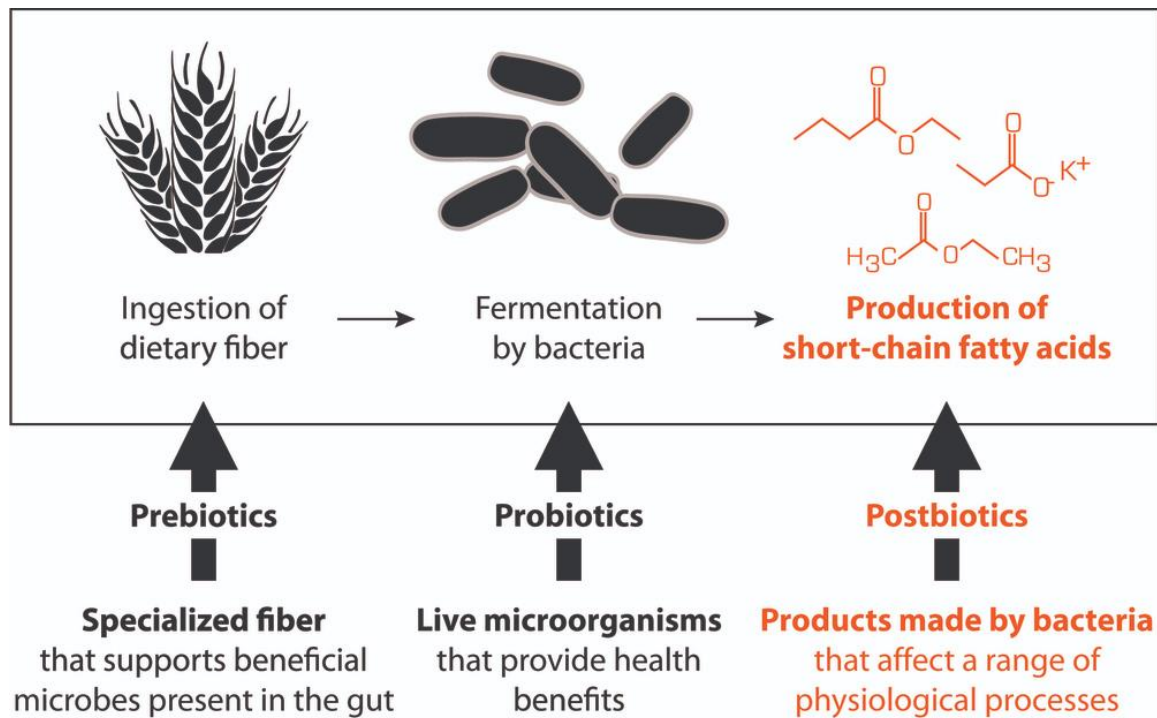 O
O
O
O⁻ K⁺
O
H₃C
O
CH₃
Ingestion of
dietary fiber
Fermentation
by bacteria
Production of
short-chain fatty acids
Prebiotics
Probiotics
Postbiotics
Specialized fiber
that supports beneficial
microbes present in the gut
Live microorganisms
that provide health
benefits
Products made by bacteria
that affect a range of
physiological processes